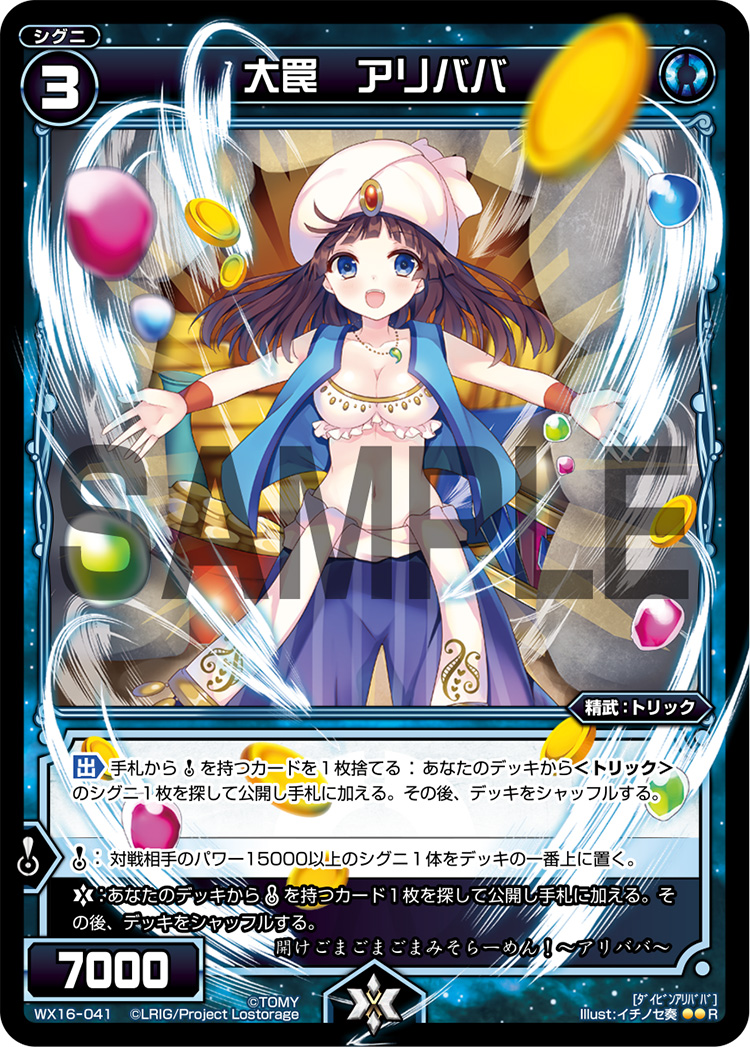 シグニ
3
大罠 アリババ
SAMPLE
精武:トリック
出 手札から を持つカードを1枚捨てる:あなたのデッキから<トリック>
のシグニ1枚を探して公開し手札に加える。その後、デッキをシャッフルする。
:対戦相手のパワー15000以上のシグニ1体をデッキの一番上に置く。
:あなたのデッキから を持つカード1枚を探して公開し手札に加える。そ
の後、デッキをシャッフルする。
開けごまごまごまみそらーめん!〜アリババ〜
7000
©TOMY
[ダイビンアリババ]
WX16-041 ©LRIG/Project Lostorage
Illust:イチノセ奏 R